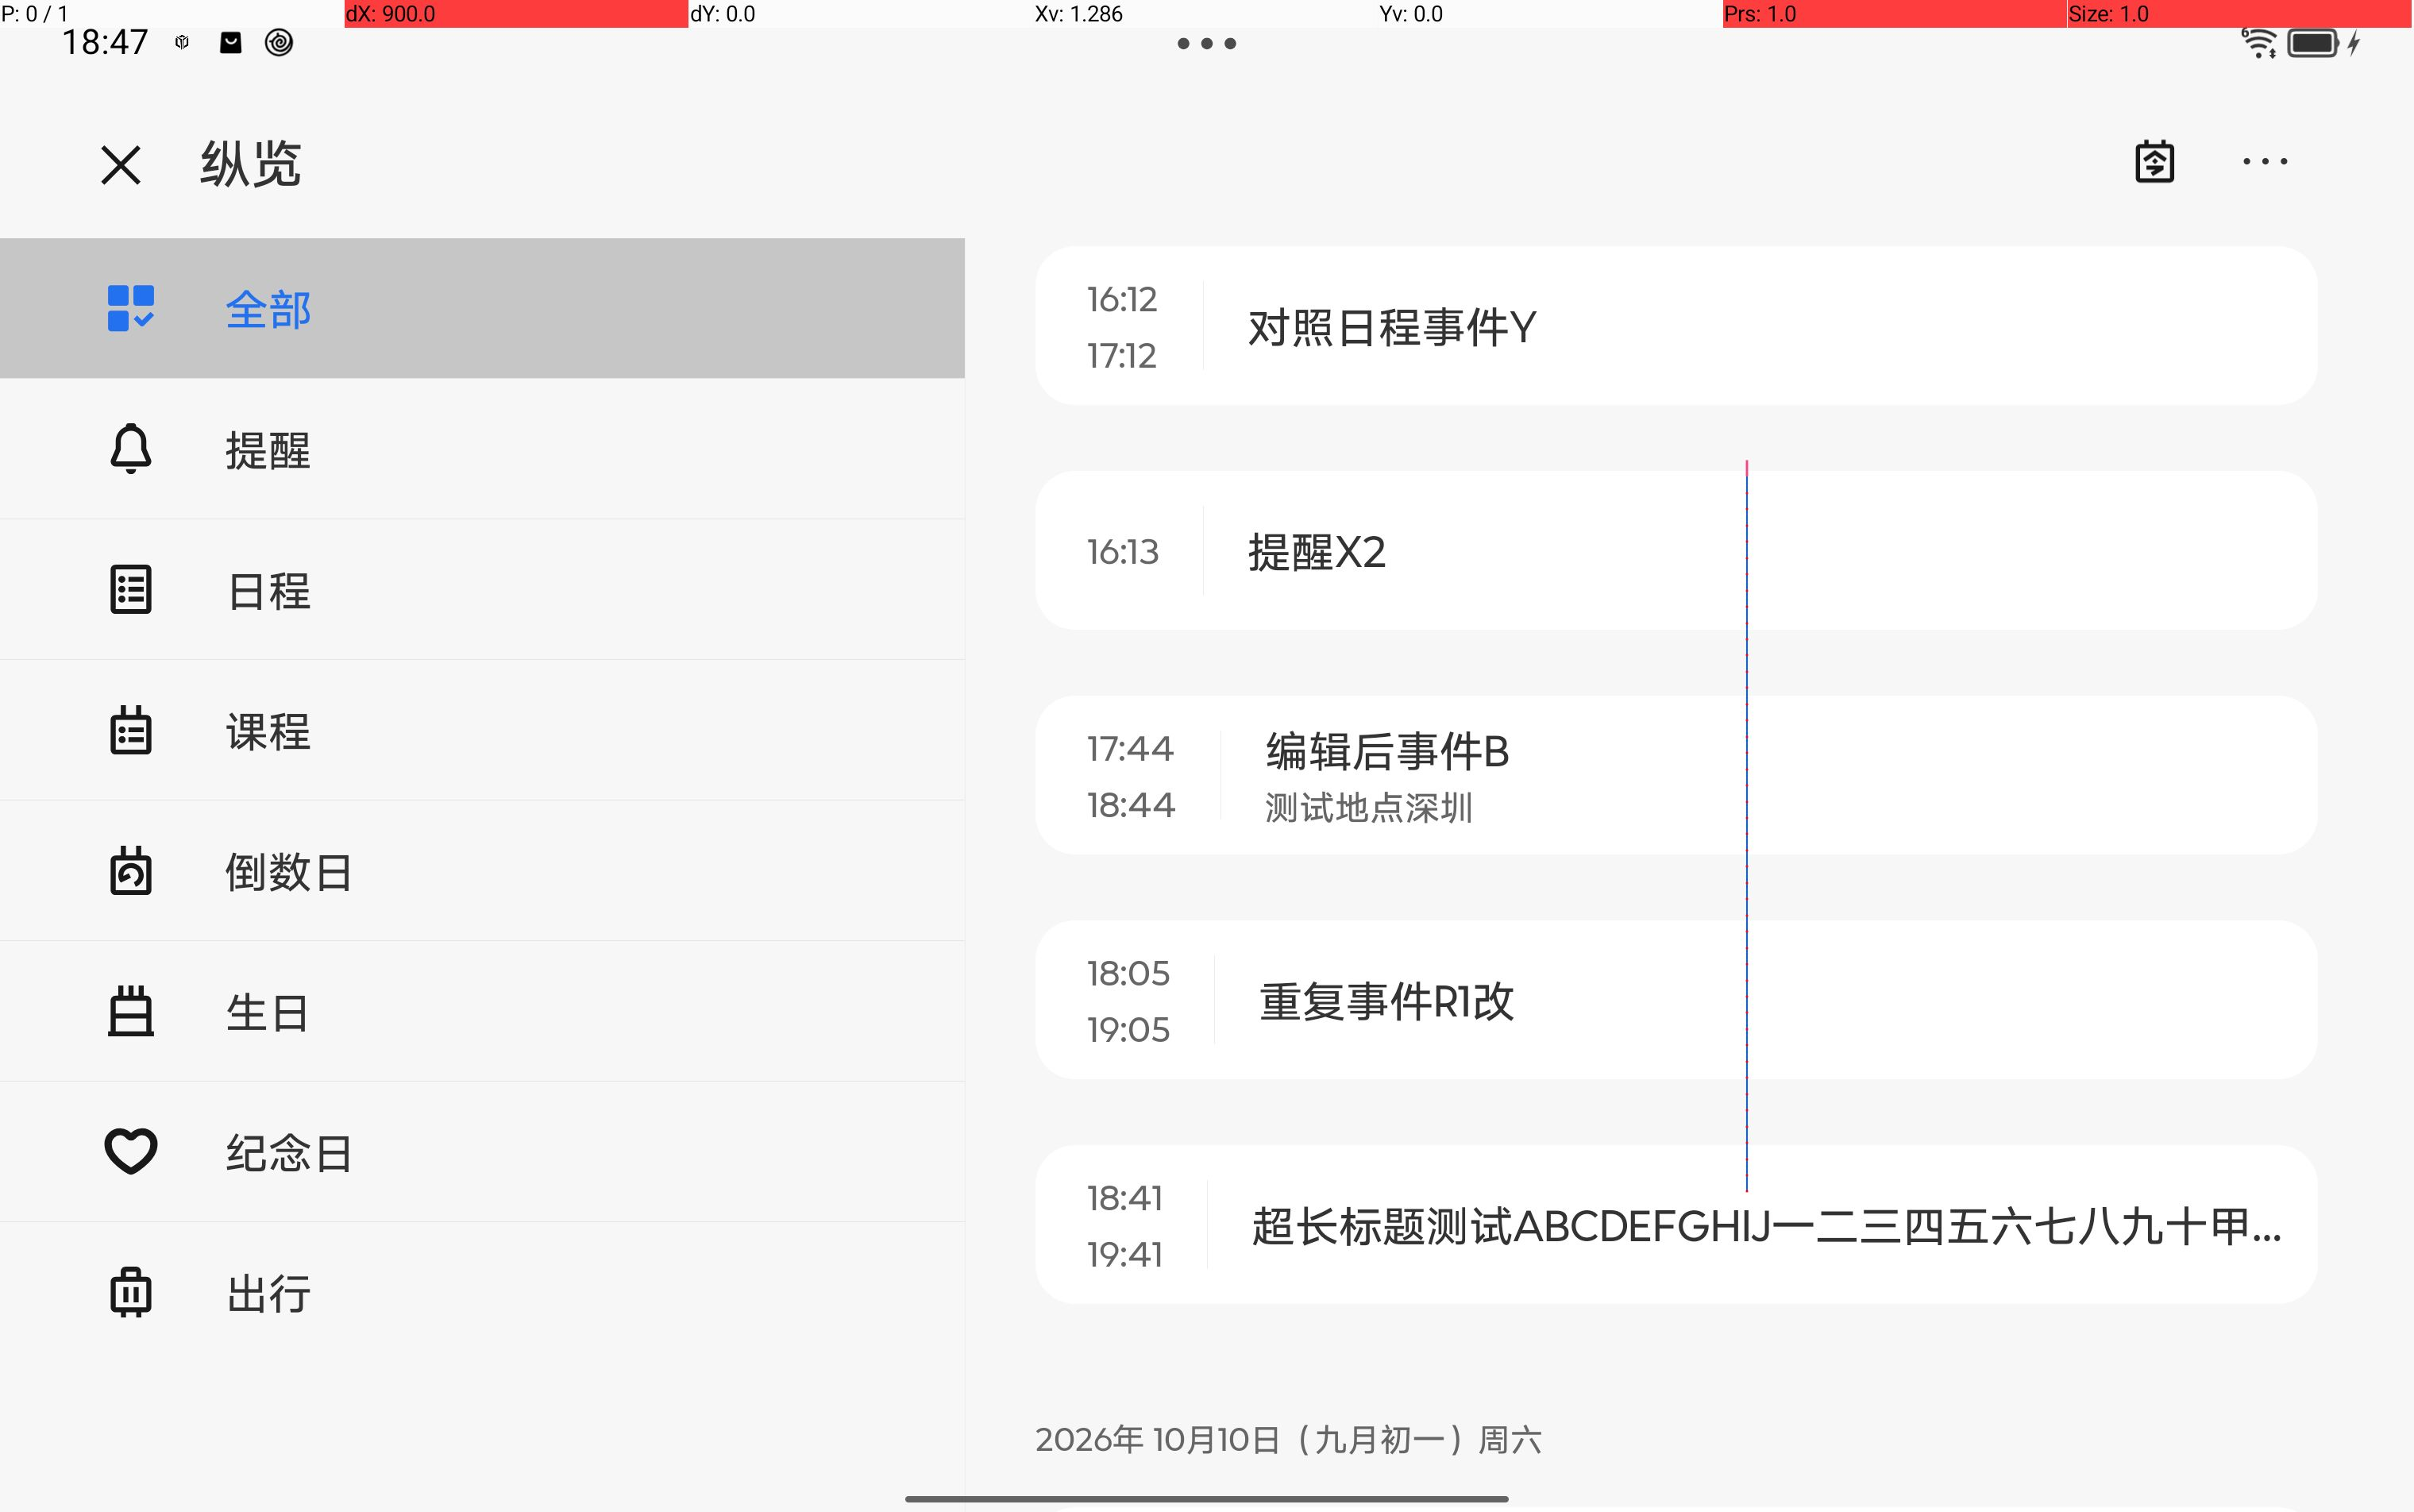 P: 0 / 1
dX: 900.0
dY: 0.0
Xv: 1.286
Yv: 0.0
Prs: 1.0
Size: 1.0
18:47
6
纵览
今
全部
提醒
日程
课程
倒数日
生日
纪念日
出行
16:12
17:12
对照日程事件Y
16:13
提醒X2
17:44
18:44
编辑后事件B
测试地点深圳
18:05
19:05
重复事件R1改
18:41
19:41
超长标题测试ABCDEFGHIJ一二三四五六七八九十甲...
2026年 10月10日（九月初一）周六